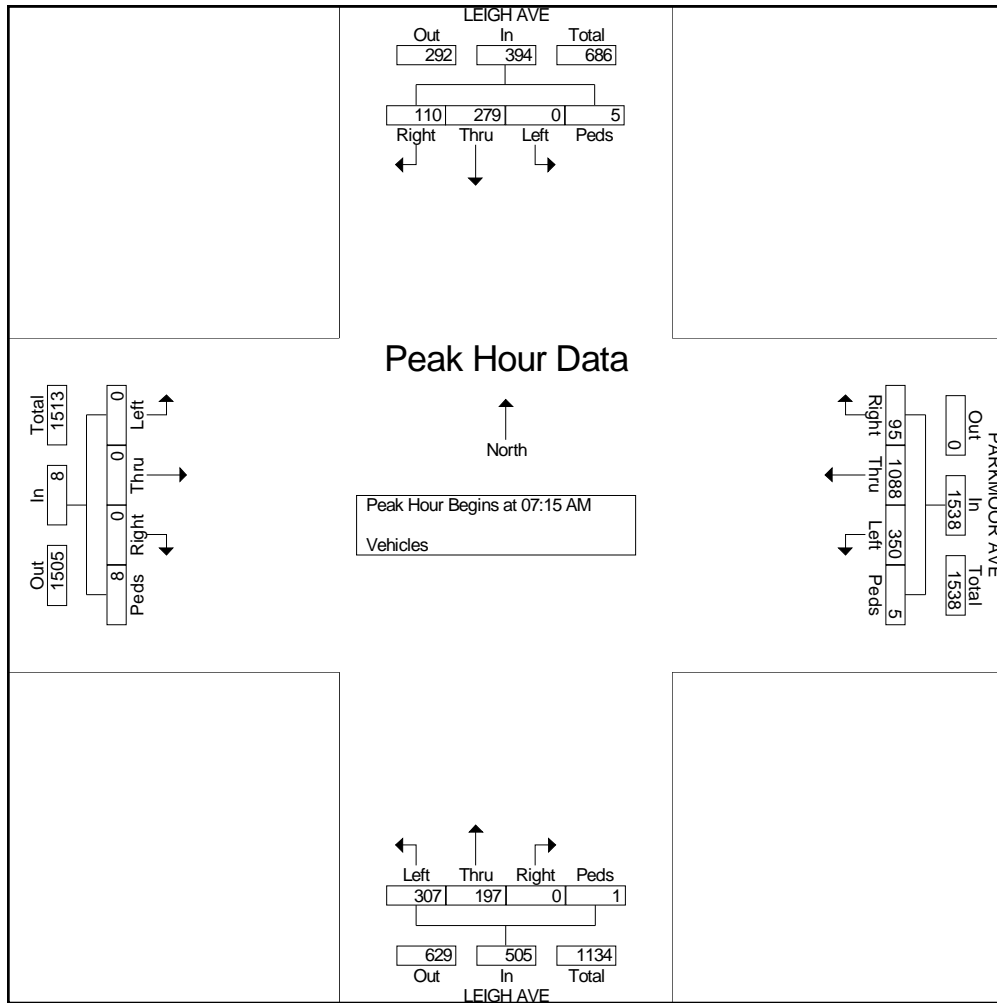 LEIGH AVE
Out In Total
292 394 686
110 279 0 5
Right Thru Left Peds
Peak Hour Data
North
Peak Hour Begins at 07:15 AM
Vehicles
Total In Out
1513 8 1505
0 0 0 8
Left Thru Right Peds
PARKMOOR AVE
Out In Total
0 1538 1538
95 1088 350 5
Right Thru Left Peds
Left Thru Right Peds
307 197 0 1
629 505 1134
Out In Total
LEIGH AVE